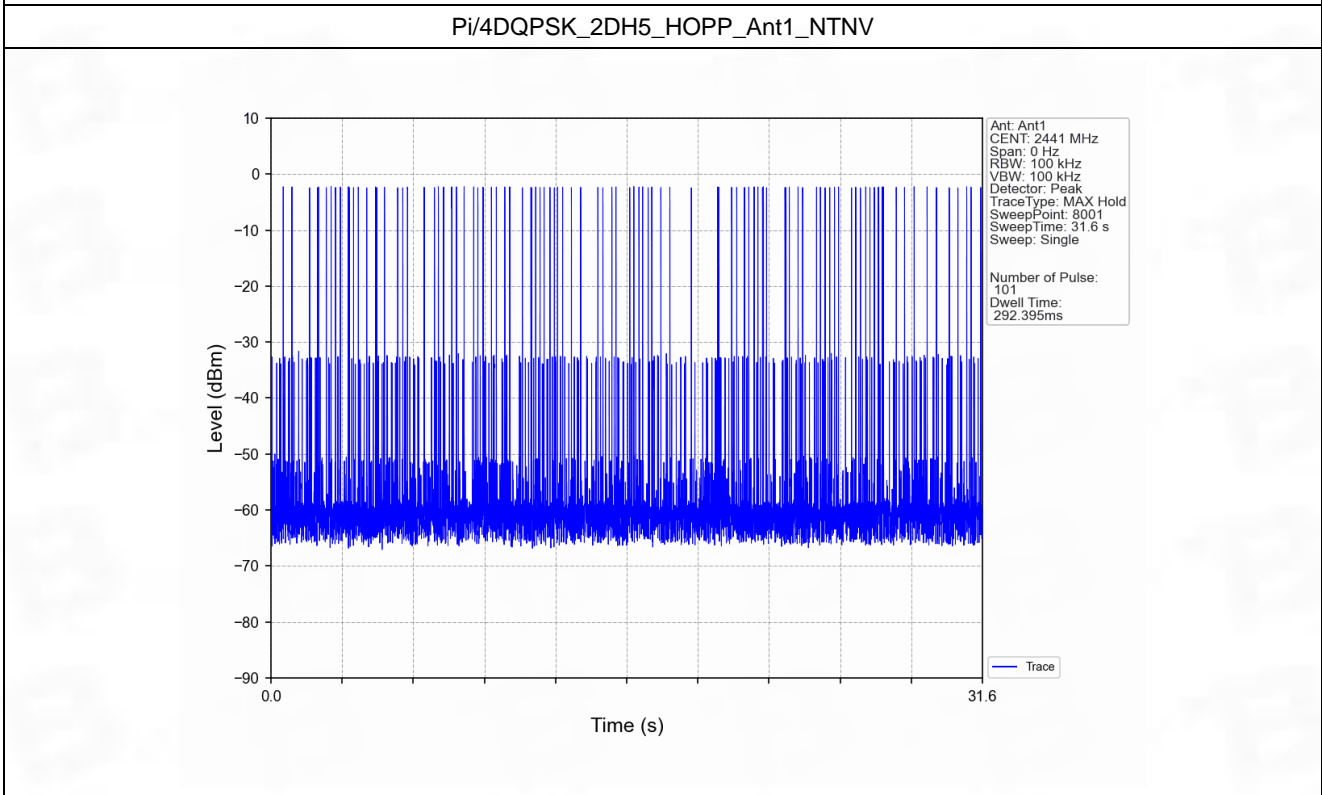 Pi/4DQPSK_2DH5_HOPP_Ant1_NTNV
10
0
−10
−20
−30
−40
−50
−60
−70
−80
−90
Level (dBm)
0.0
31.6
Time (s)
Ant: Ant1
CENT: 2441 MHz
Span: 0 Hz
RBW: 100 kHz
VBW: 100 kHz
Detector: Peak
TraceType: MAX Hold
SweepPoint: 8001
SweepTime: 31.6 s
Sweep: Single
Number of Pulse:
101
Dwell Time:
292.395ms
Trace